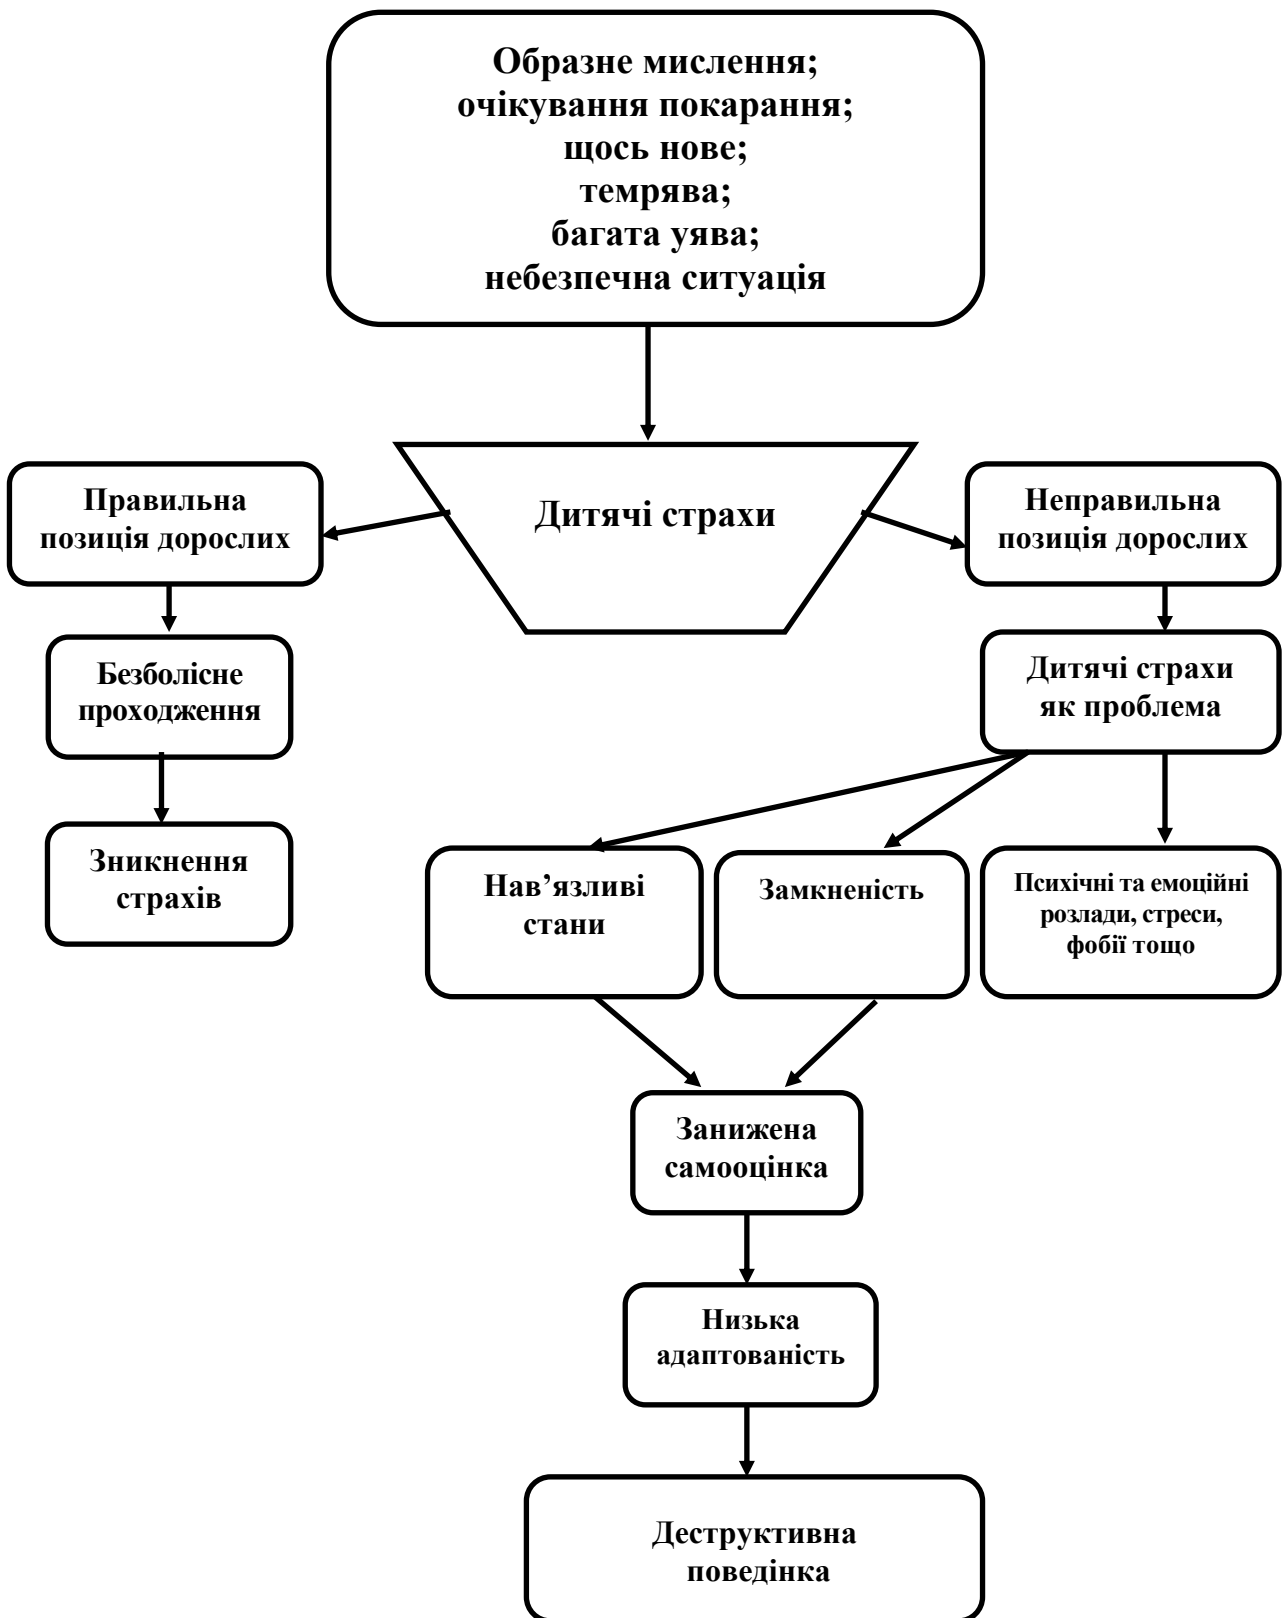 Образне мислення;
очікування покарання;
щось нове;
темрява;
багата уява;
небезпечна ситуація
Дитячі страхи
Правильна
позиція дорослих
Неправильна
позиція дорослих
Безболісне
проходження
Дитячі страхи
як проблема
Зникнення
страхів
Нав’язливі
стани
Замкненість
Психічні та емоційні
розлади, стреси,
фобії тощо
Занижена
самооцінка
Низька
адаптованість
Деструктивна
поведінка